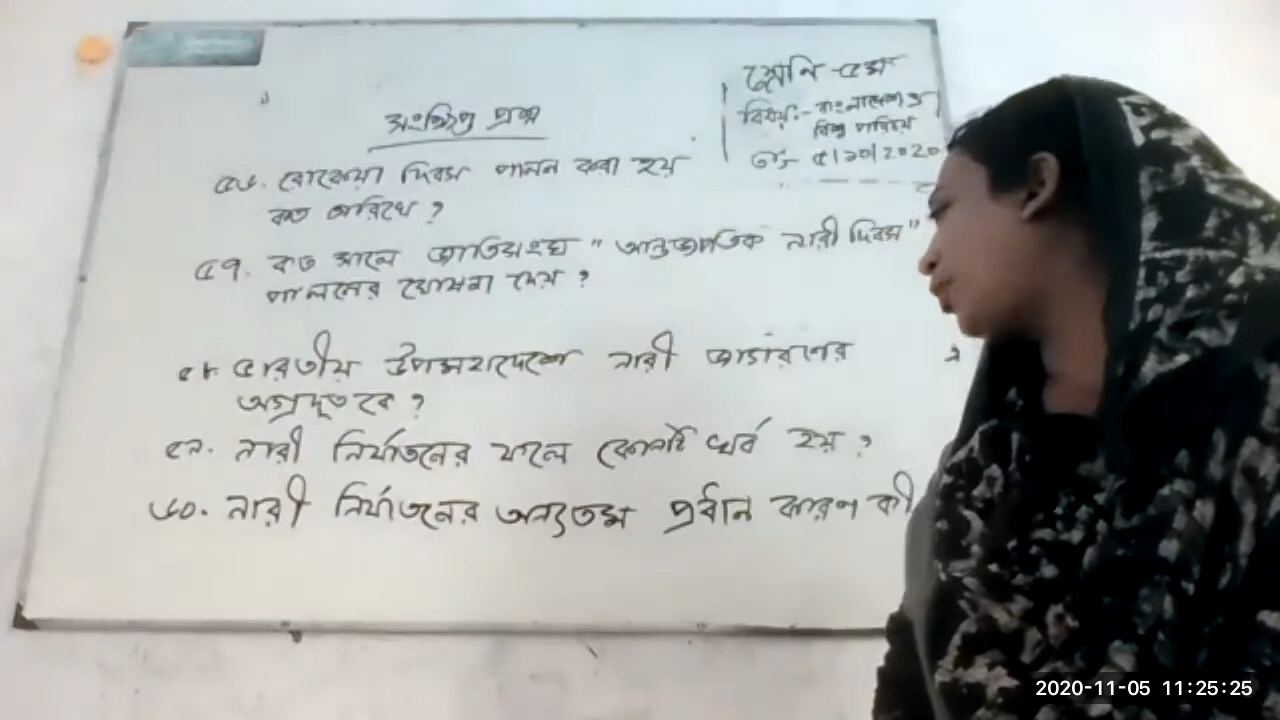 শ্রেনি -৫ম
বিষয়:- বাংলাদেশ ও
বিশ্ব পরিচয়
তাং- ৫/১০/2020
সংক্ষিপ্ত প্রশ্ন
৫৬. রোকেয়া দিবস পালন করা হয়
কত তারিখে ?
৫৭. কত সালে জাতিসংঘ "আন্তর্জাতিক নারী দিবস"
পালনের ঘোষনা দেয় ?
৫৮ ভারতীয় উপমহাদেশে নারী জাগরণের
অগ্রদূত কে ?
৫৯. নারী নির্যাতনের ফলে কোনটি খর্ব হয় ?
৬০. নারী নির্যাতনের অন্যতম প্রধান কারণ কী
2020-11-05 11:25:25